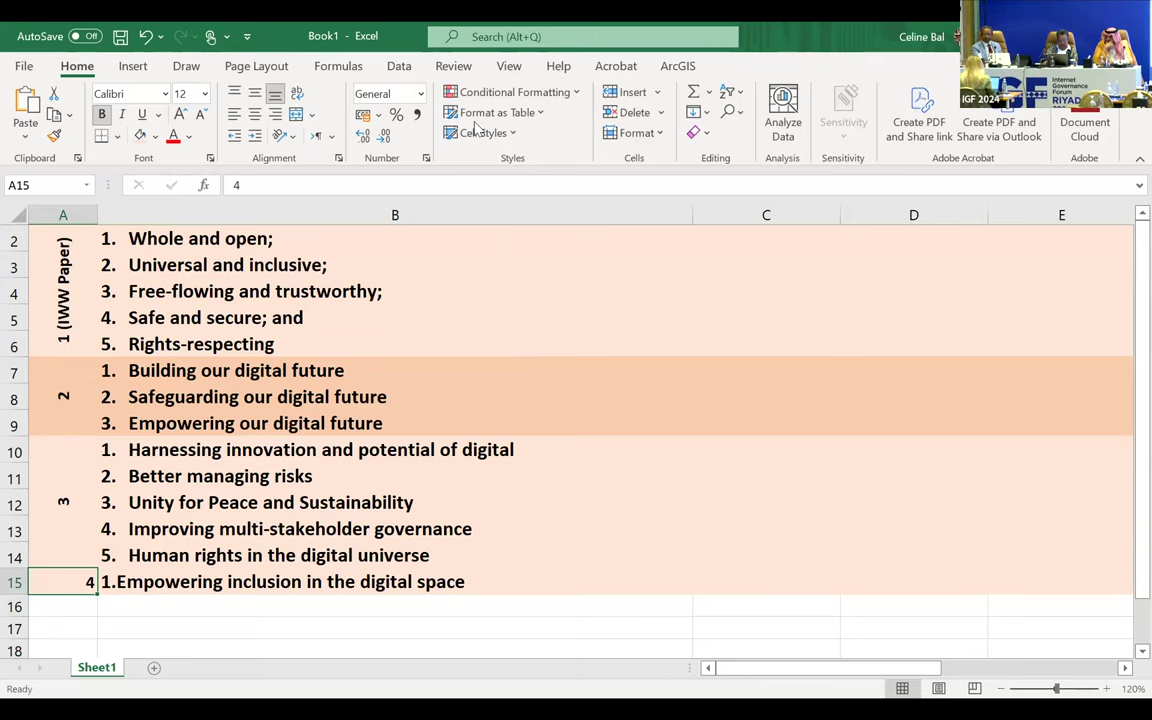 AutoSave Off Book1 - Excel Search (Alt+Q) Celine Bal
File Home Insert Draw Page Layout Formulas Data Review View Help Acrobat ArcGIS
IGF 2024
Internet Governance Forum
RIYAD
Paste
Calibri 12
B I U A
General
Conditional Formatting
Format as Table
Cell Styles
Insert
Delete
Format
Analyze Data
Sensitivity
Create PDF and Share link
Create PDF and Share via Outlook
Document Cloud
Clipboard Font Alignment Number Styles Cells Editing Analysis Sensitivity Adobe Acrobat Adobe
A15 fx 4
A B C D E
1 (IWW Paper)
2 1. Whole and open;
3 2. Universal and inclusive;
4 3. Free-flowing and trustworthy;
5 4. Safe and secure; and
6 5. Rights-respecting
2
7 1. Building our digital future
8 2. Safeguarding our digital future
9 3. Empowering our digital future
3
10 1. Harnessing innovation and potential of digital
11 2. Better managing risks
12 3. Unity for Peace and Sustainability
13 4. Improving multi-stakeholder governance
14 5. Human rights in the digital universe
15 4 1.Empowering inclusion in the digital space
16
17
18
Sheet1
Ready 120%